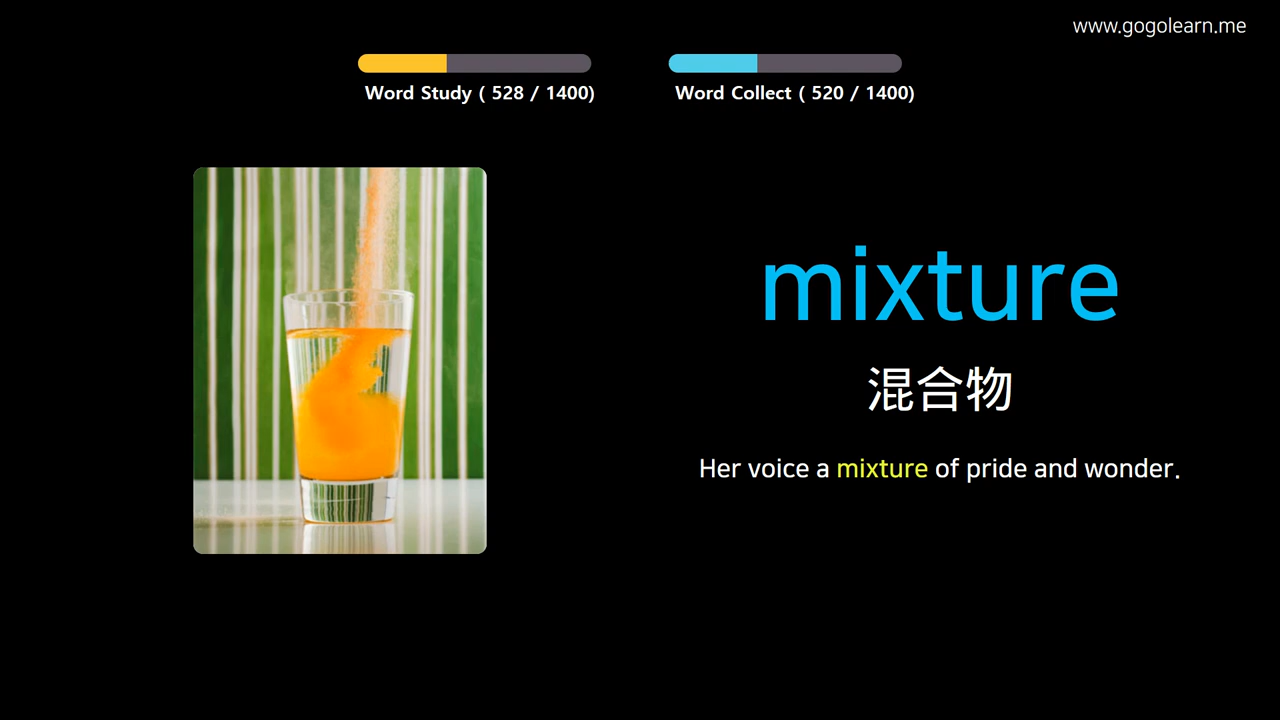 www.gogolearn.me
Word Study ( 528 / 1400)
Word Collect ( 520 / 1400)
mixture
混合物
Her voice a mixture of pride and wonder.